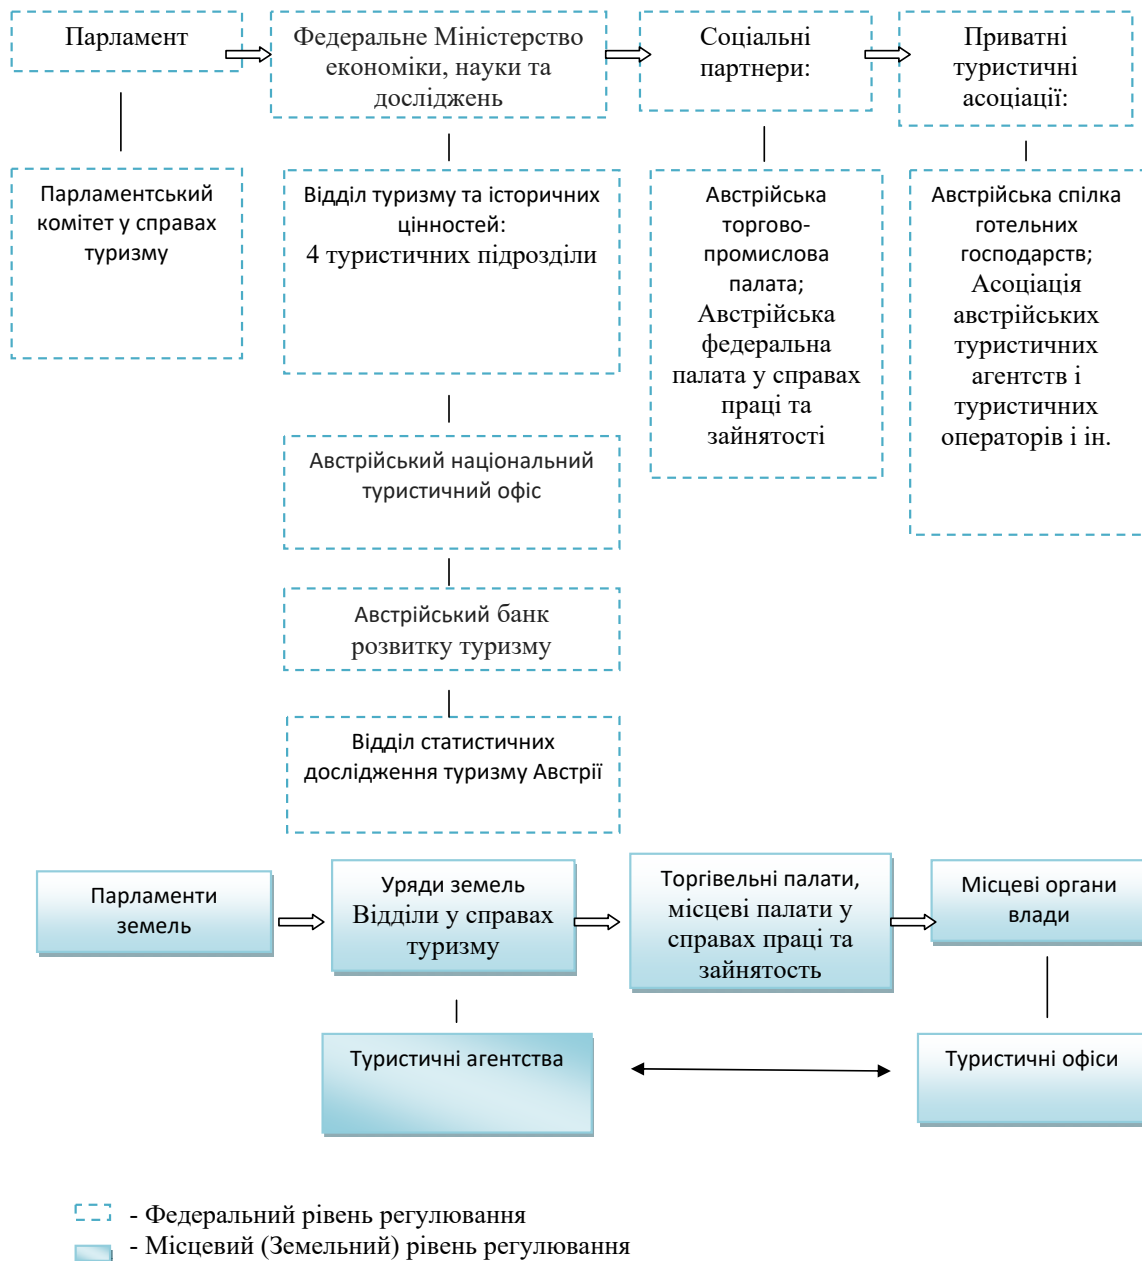 Парламент
Федеральне Міністерство
економіки, науки та
досліджень
Соціальні
партнери:
Приватні
туристичні
асоціації:
Парламентський
комітет у справах
туризму
Відділ туризму та історичних
цінностей:
4 туристичних підрозділи
Австрійська
торгово-
промислова
палата;
Австрійська
федеральна
палата у справах
праці та
зайнятості
Австрійська спілка
готельних
господарств;
Асоціація
австрійських
туристичних
агентств і
туристичних
операторів і ін.
Австрійський національний
туристичний офіс
Австрійський банк
розвитку туризму
Відділ статистичних
дослідження туризму Австрії
Парламенти
земель
Уряди земель
Відділи у справах
туризму
Торгівельні палати,
місцеві палати у
справах праці та
зайнятость
Місцеві органи
влади
Туристичні агентства
Туристичні офіси
- Федеральний рівень регулювання
- Місцевий (Земельний) рівень регулювання